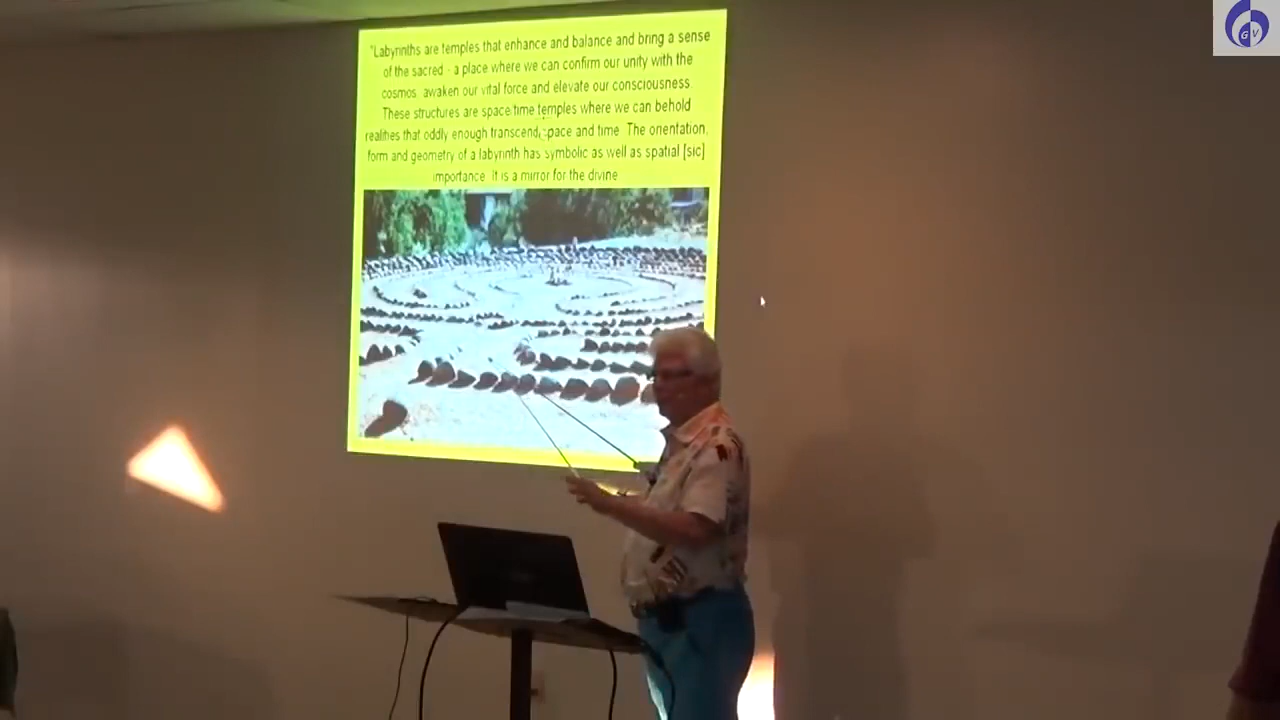 "Labyrinths are temples that enhance and balance and bring a sense
of the sacred - a place where we can confirm our unity with the
cosmos, awaken our vital force and elevate our consciousness.
These structures are space/time temples where we can behold
realities that oddly enough transcend space and time. The orientation,
form and geometry of a labyrinth has symbolic as well as spatial [sic]
importance. It is a mirror for the divine
G V